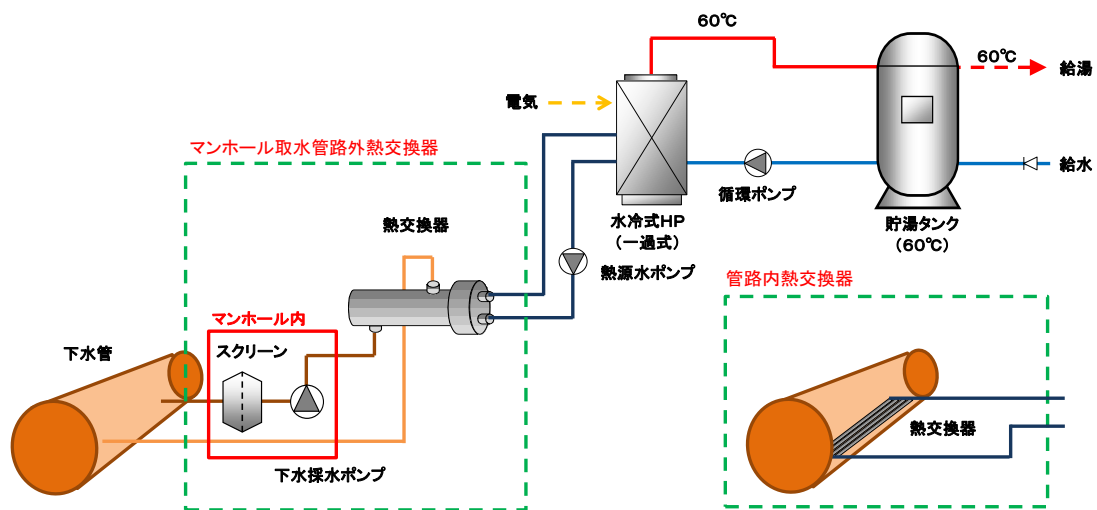 60℃
60℃
給湯
電気
マンホール取水管路外熱交換器
給水
循環ポンプ
水冷式HP
(一過式)
貯湯タンク
(60℃)
熱交換器
熱源水ポンプ
管路内熱交換器
マンホール内
スクリーン
下水管
熱交換器
下水採水ポンプ